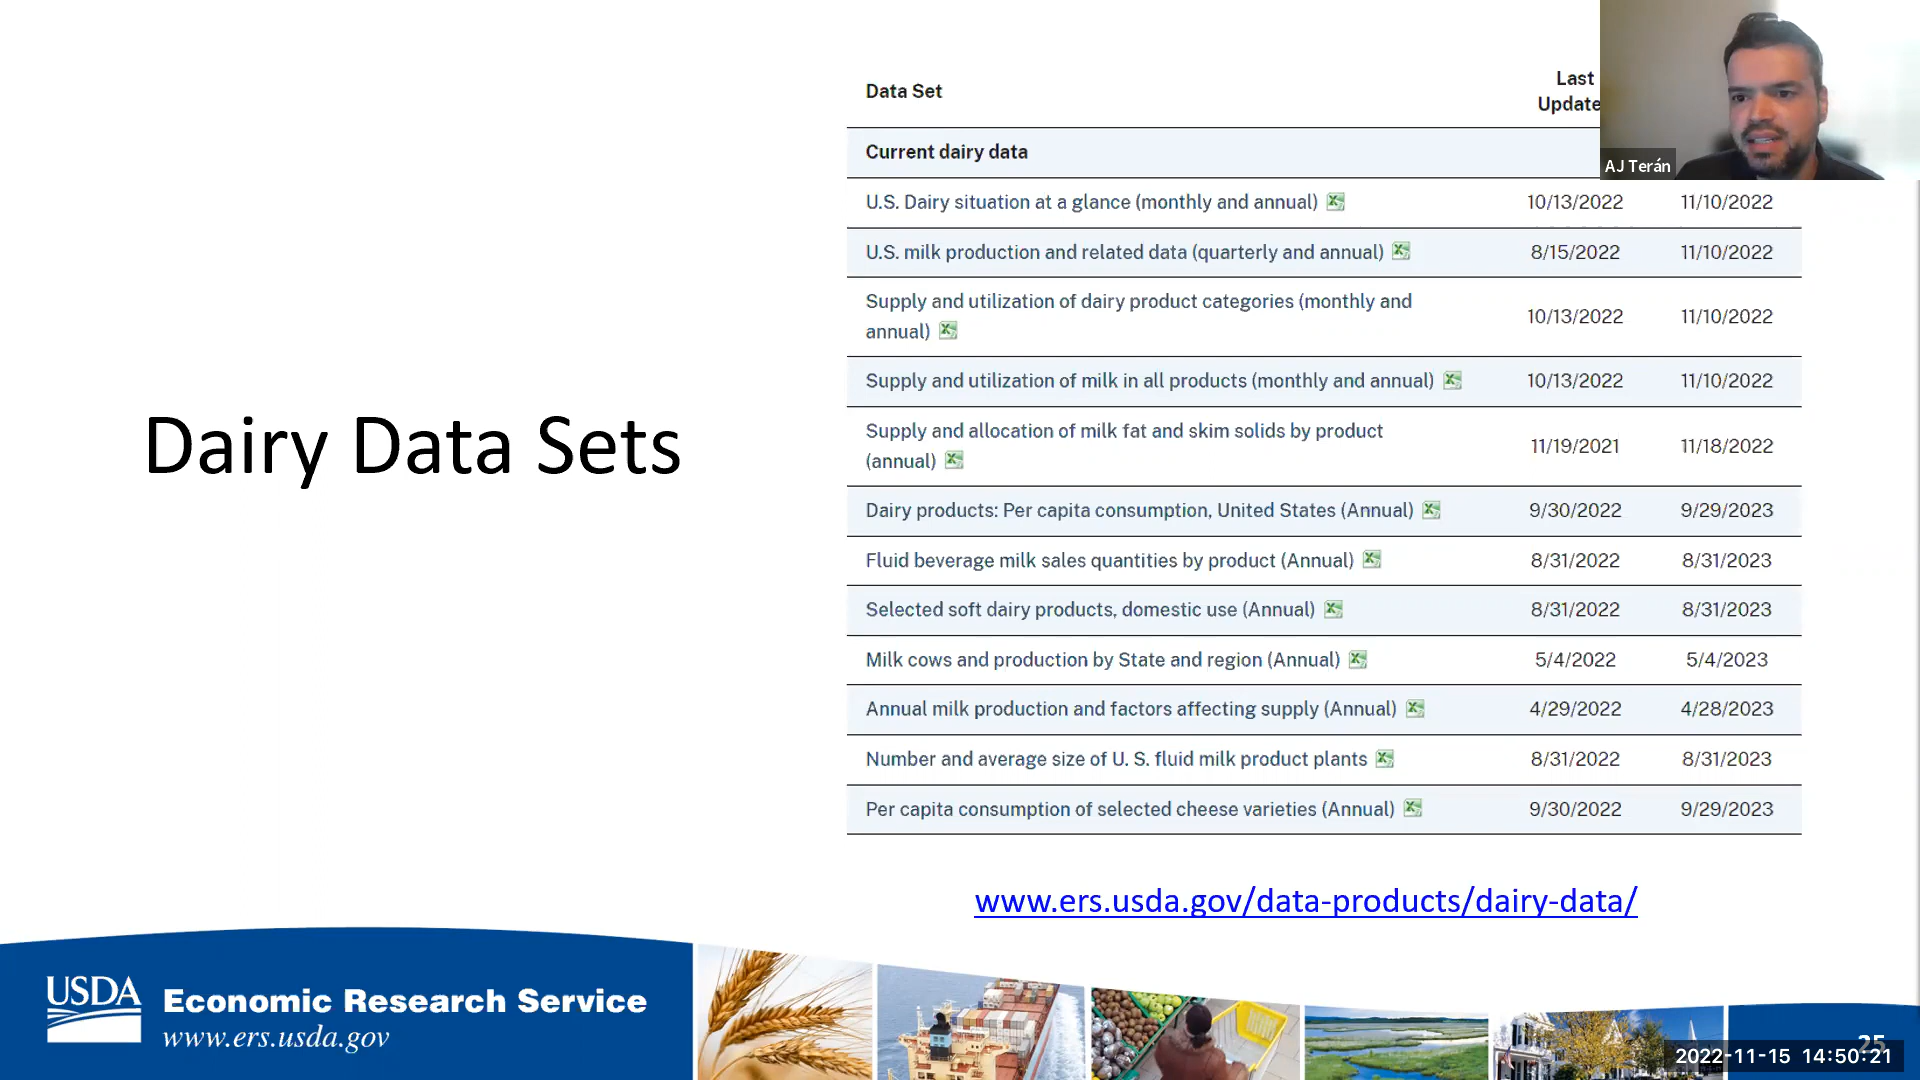 Dairy Data Sets
Data Set
Last
Update
Current dairy data
U.S. Dairy situation at a glance (monthly and annual) 10/13/2022 11/10/2022
U.S. milk production and related data (quarterly and annual) 8/15/2022 11/10/2022
Supply and utilization of dairy product categories (monthly and
annual) 10/13/2022 11/10/2022
Supply and utilization of milk in all products (monthly and annual) 10/13/2022 11/10/2022
Supply and allocation of milk fat and skim solids by product
(annual) 11/19/2021 11/18/2022
Dairy products: Per capita consumption, United States (Annual) 9/30/2022 9/29/2023
Fluid beverage milk sales quantities by product (Annual) 8/31/2022 8/31/2023
Selected soft dairy products, domestic use (Annual) 8/31/2022 8/31/2023
Milk cows and production by State and region (Annual) 5/4/2022 5/4/2023
Annual milk production and factors affecting supply (Annual) 4/29/2022 4/28/2023
Number and average size of U. S. fluid milk product plants 8/31/2022 8/31/2023
Per capita consumption of selected cheese varieties (Annual) 9/30/2022 9/29/2023
www.ers.usda.gov/data-products/dairy-data/
AJ Terán
USDA
Economic Research Service
www.ers.usda.gov
25
2022-11-15 14:50:21